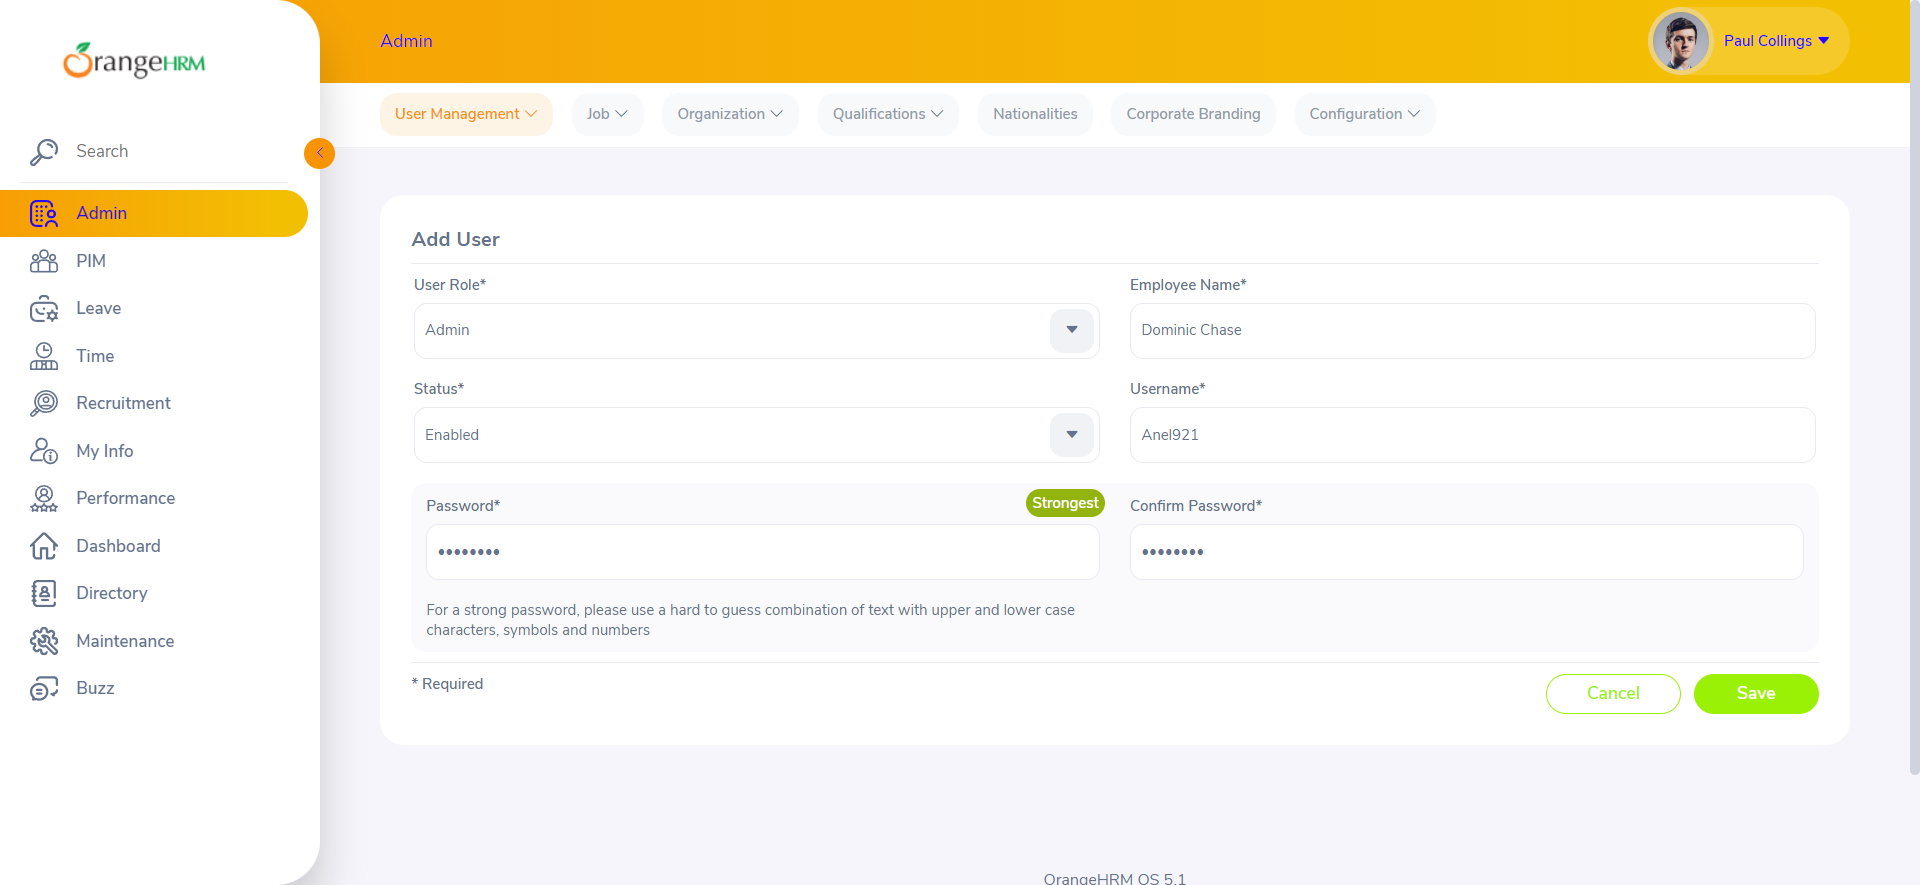 OrangeHRM
Search
Admin
PIM
Leave
Time
Recruitment
My Info
Performance
Dashboard
Directory
Maintenance
Buzz
Admin
Paul Collings
User Management
Job
Organization
Qualifications
Nationalities
Corporate Branding
Configuration
Add User
User Role*
Admin
Employee Name*
Dominic Chase
Status*
Enabled
Username*
Anel921
Password*
Strongest
••••••••
Confirm Password*
••••••••
For a strong password, please use a hard to guess combination of text with upper and lower case
characters, symbols and numbers
* Required
Cancel
Save
OrangeHRM OS 5.1